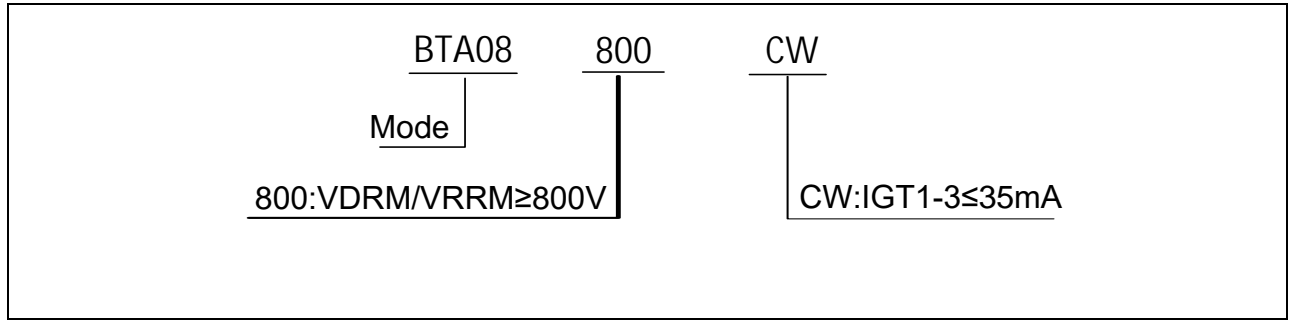 BTA08 800 CW
Mode
800:VDRM/VRRM≥800V CW:IGT1-3≤35mA